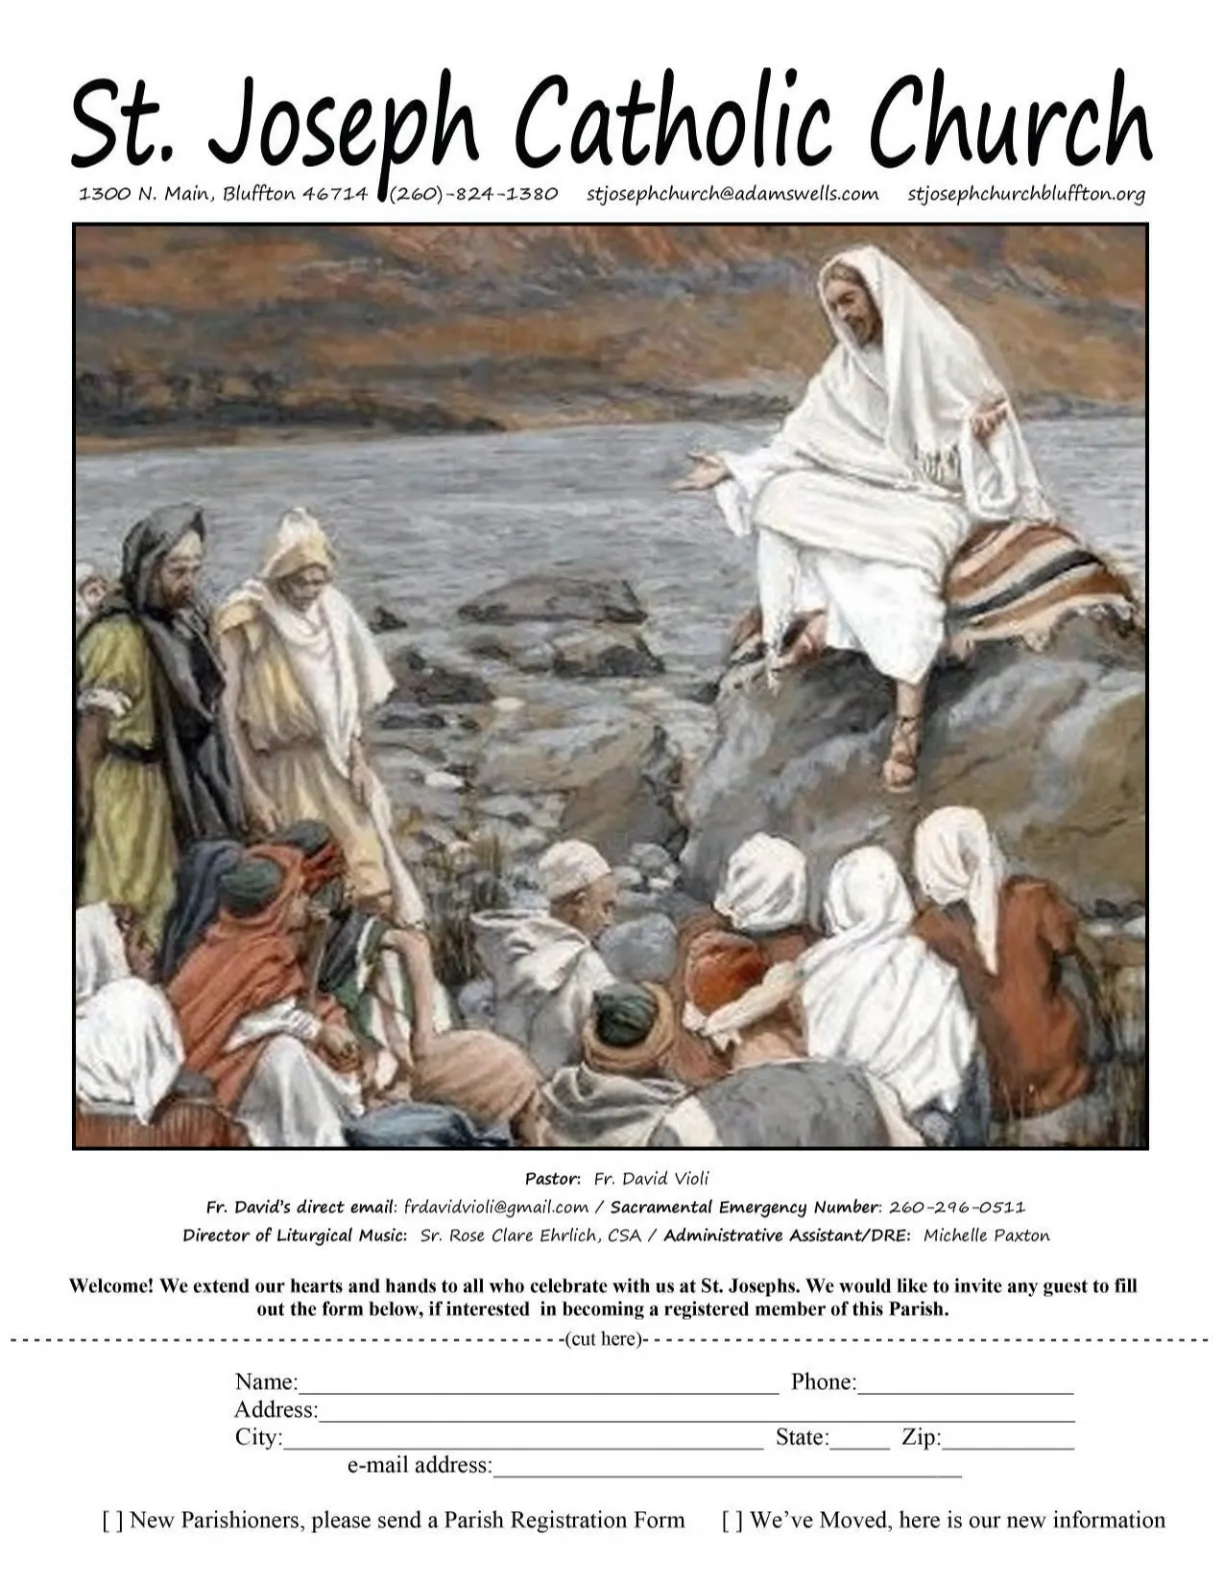 St. Joseph Catholic Church
1300 N. Main, Bluffton 46714 (260)-824-1380 stjosephchurch@adamswells.com stjosephchurchbluffton.org
Pastor: Fr. David Violi
Fr. David's direct email: frdavidvioli@gmail.com / Sacramental Emergency Number: 260-296-0511
Director of Liturgical Music: Sr. Rose Clare Ehrlich, CSA / Administrative Assistant/DRE: Michelle Paxton
Welcome! We extend our hearts and hands to all who celebrate with us at St. Josephs. We would like to invite any guest to fill
out the form below, if interested in becoming a registered member of this Parish.
(cut here)
Name: Phone:
Address:
City: State: Zip:
e-mail address:
[ ] New Parishioners, please send a Parish Registration Form [ ] We've Moved, here is our new information